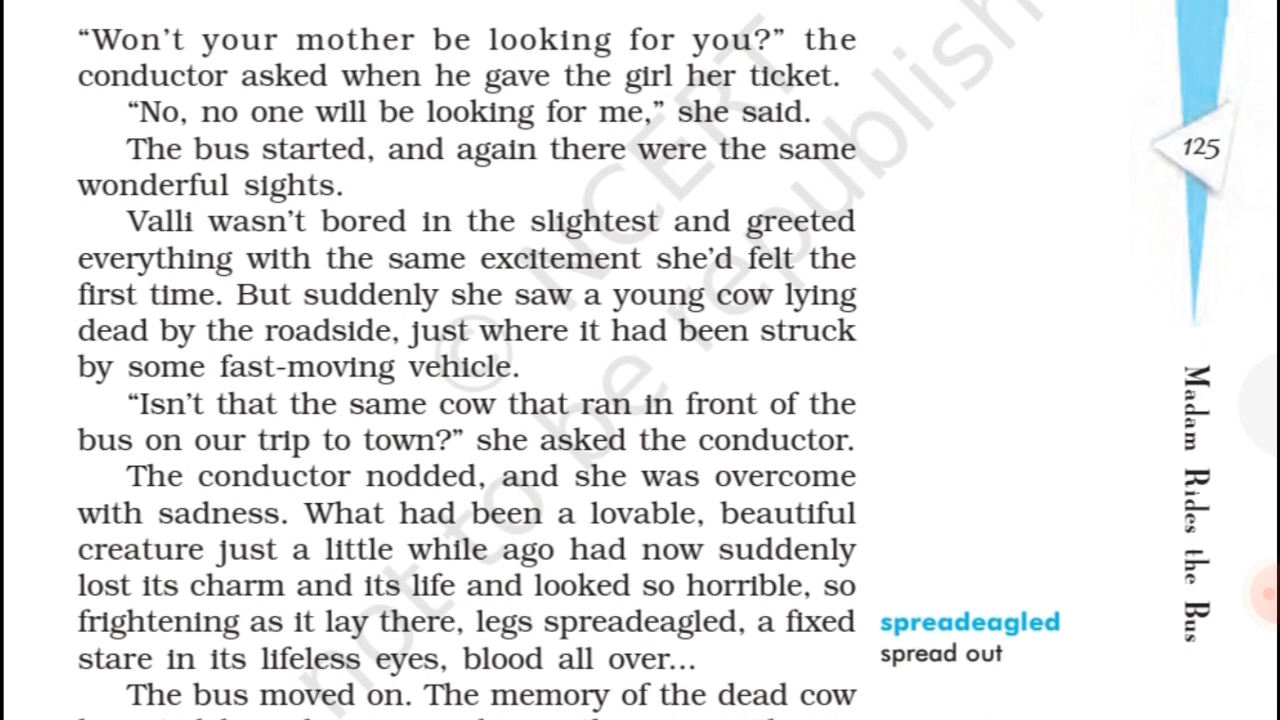 “Won’t your mother be looking for you?” the
conductor asked when he gave the girl her ticket.
“No, no one will be looking for me,” she said.
The bus started, and again there were the same
wonderful sights.
Valli wasn’t bored in the slightest and greeted
everything with the same excitement she’d felt the
first time. But suddenly she saw a young cow lying
dead by the roadside, just where it had been struck
by some fast-moving vehicle.
“Isn’t that the same cow that ran in front of the
bus on our trip to town?” she asked the conductor.
The conductor nodded, and she was overcome
with sadness. What had been a lovable, beautiful
creature just a little while ago had now suddenly
lost its charm and its life and looked so horrible, so
frightening as it lay there, legs spreadeagled, a fixed
stare in its lifeless eyes, blood all over...
The bus moved on. The memory of the dead cow
spreadeagled
spread out
125
Madam Rides the Bus
© NCERT
not to be republish